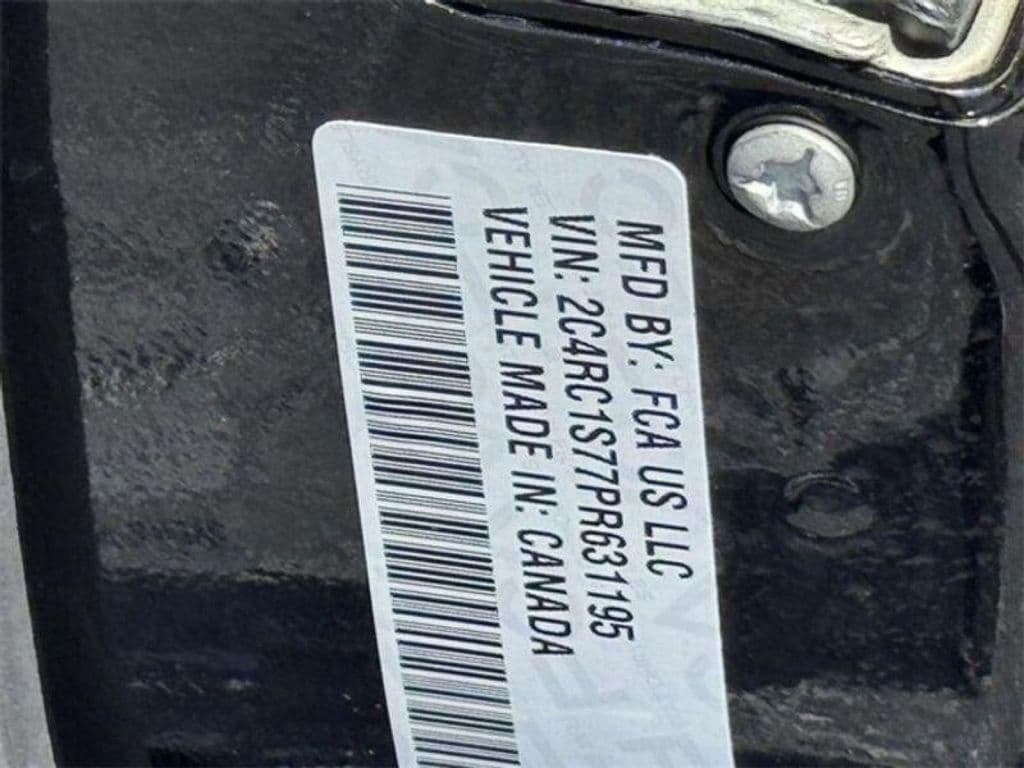 MFD BY: FCA US LLC
VIN: 2C4RC1S77PR631195
VEHICLE MADE IN: CANADA